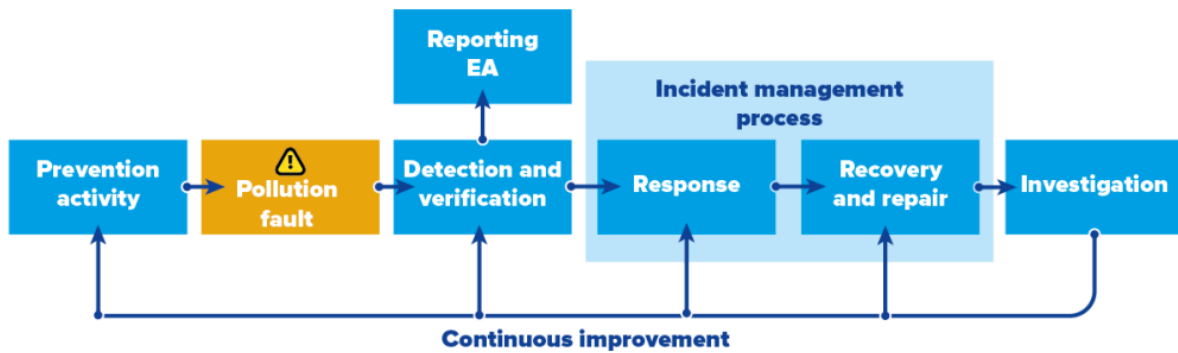 Reporting
EA
Incident management
process
Prevention
activity
Pollution
fault
Detection and
verification
Response
Recovery
and repair
Investigation
Continuous improvement